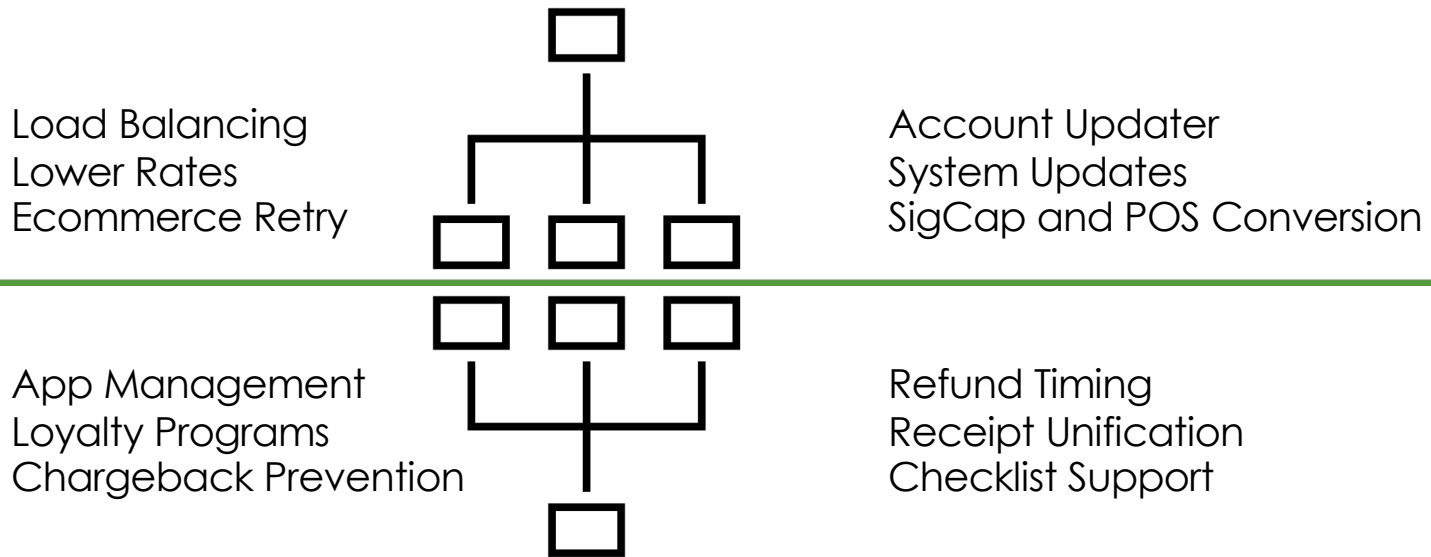 Load Balancing
Lower Rates
Ecommerce Retry
Account Updater
System Updates
SigCap and POS Conversion
App Management
Loyalty Programs
Chargeback Prevention
Refund Timing
Receipt Unification
Checklist Support